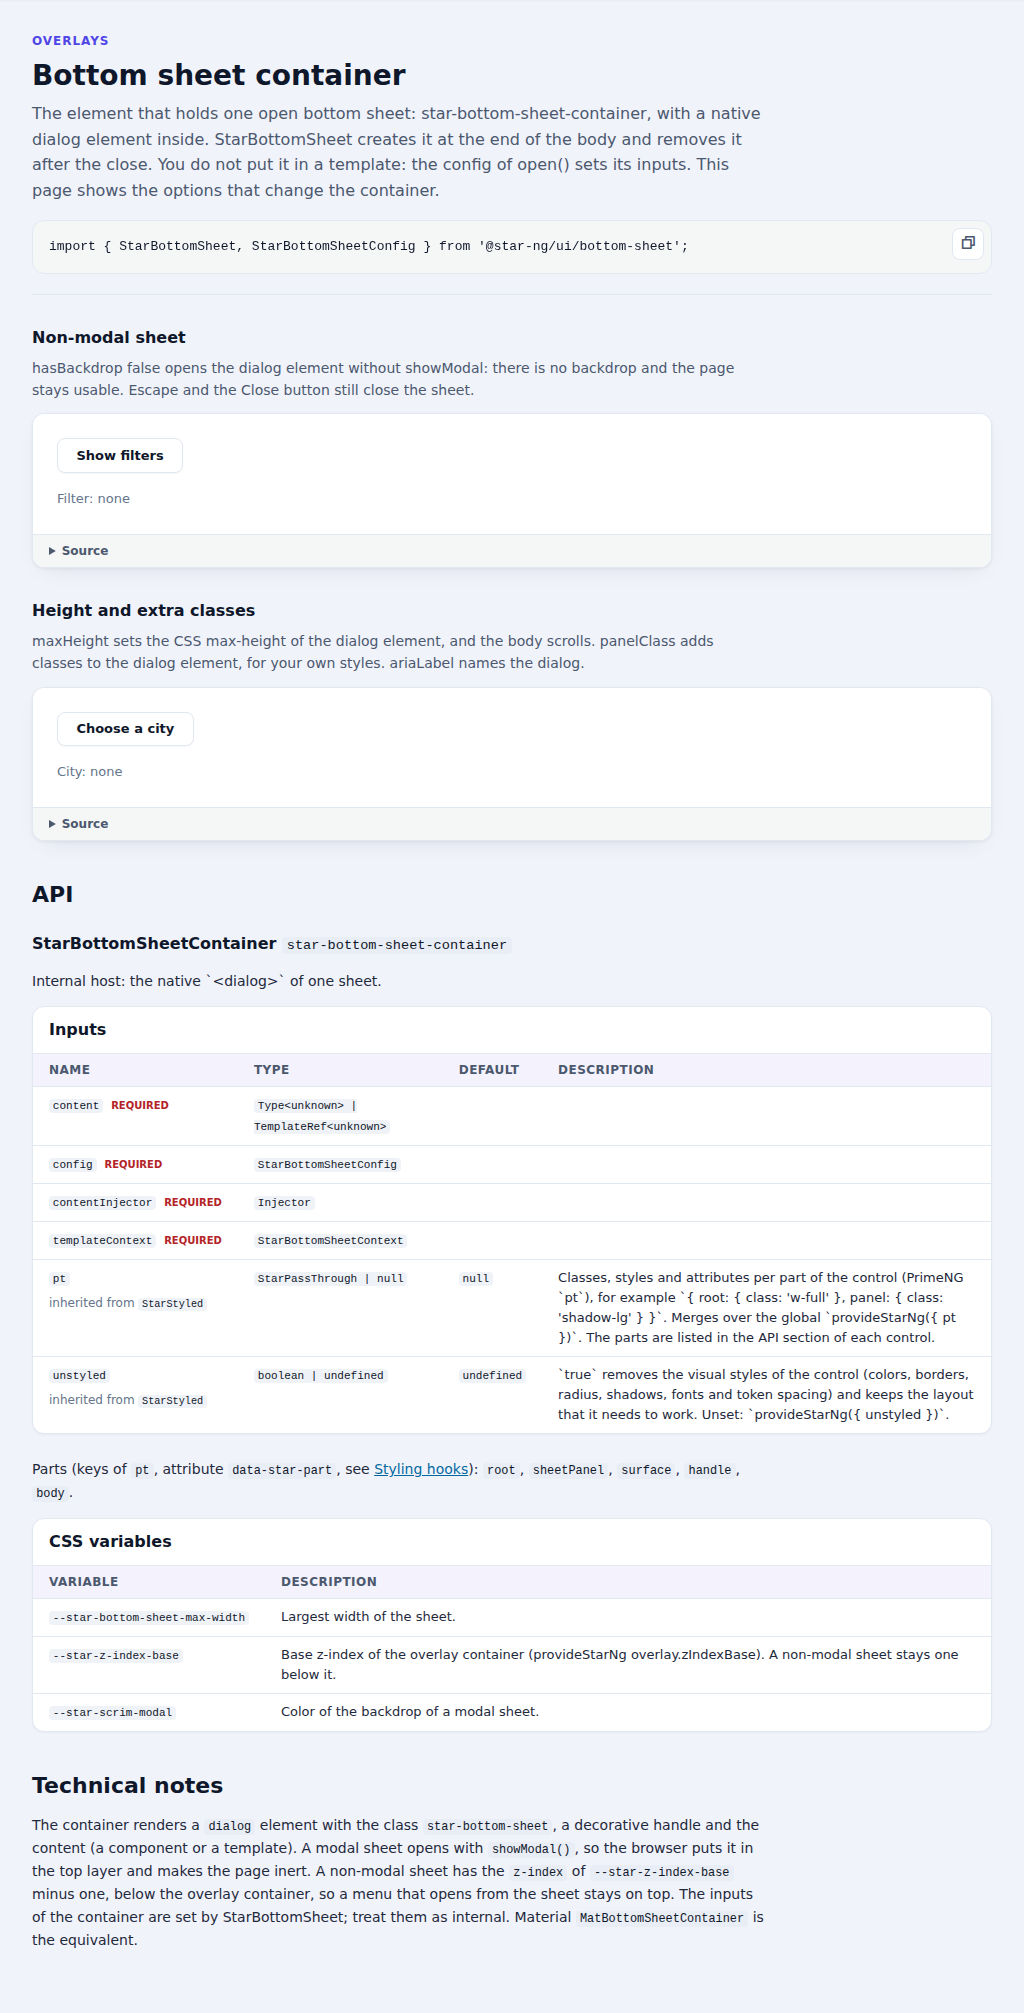 OVERLAYS
Bottom sheet container
The element that holds one open bottom sheet: star-bottom-sheet-container, with a native
dialog element inside. StarBottomSheet creates it at the end of the body and removes it
after the close. You do not put it in a template: the config of open() sets its inputs. This
page shows the options that change the container.
import { StarBottomSheet, StarBottomSheetConfig } from '@star-ng/ui/bottom-sheet';
Non-modal sheet
hasBackdrop false opens the dialog element without showModal: there is no backdrop and the page
stays usable. Escape and the Close button still close the sheet.
Show filters
Filter: none
Source
Height and extra classes
maxHeight sets the CSS max-height of the dialog element, and the body scrolls. panelClass adds
classes to the dialog element, for your own styles. ariaLabel names the dialog.
Choose a city
City: none
Source
API
StarBottomSheetContainer star-bottom-sheet-container
Internal host: the native `<dialog>` of one sheet.
Inputs
NAME TYPE DEFAULT DESCRIPTION
content REQUIRED Type<unknown> |
TemplateRef<unknown>
config REQUIRED StarBottomSheetConfig
contentInjector REQUIRED Injector
templateContext REQUIRED StarBottomSheetContext
pt StarPassThrough | null null Classes, styles and attributes per part of the control (PrimeNG
inherited from StarStyled `pt`), for example `{ root: { class: 'w-full' }, panel: { class:
'shadow-lg' } }`. Merges over the global `provideStarNg({ pt
})`. The parts are listed in the API section of each control.
unstyled boolean | undefined undefined `true` removes the visual styles of the control (colors, borders,
inherited from StarStyled radius, shadows, fonts and token spacing) and keeps the layout
that it needs to work. Unset: `provideStarNg({ unstyled })`.
Parts (keys of pt, attribute data-star-part, see Styling hooks): root, sheetPanel, surface, handle,
body.
CSS variables
VARIABLE DESCRIPTION
--star-bottom-sheet-max-width Largest width of the sheet.
--star-z-index-base Base z-index of the overlay container (provideStarNg overlay.zIndexBase). A non-modal sheet stays one
below it.
--star-scrim-modal Color of the backdrop of a modal sheet.
Technical notes
The container renders a dialog element with the class star-bottom-sheet, a decorative handle and the
content (a component or a template). A modal sheet opens with showModal(), so the browser puts it in
the top layer and makes the page inert. A non-modal sheet has the z-index of --star-z-index-base
minus one, below the overlay container, so a menu that opens from the sheet stays on top. The inputs
of the container are set by StarBottomSheet; treat them as internal. Material MatBottomSheetContainer is
the equivalent.